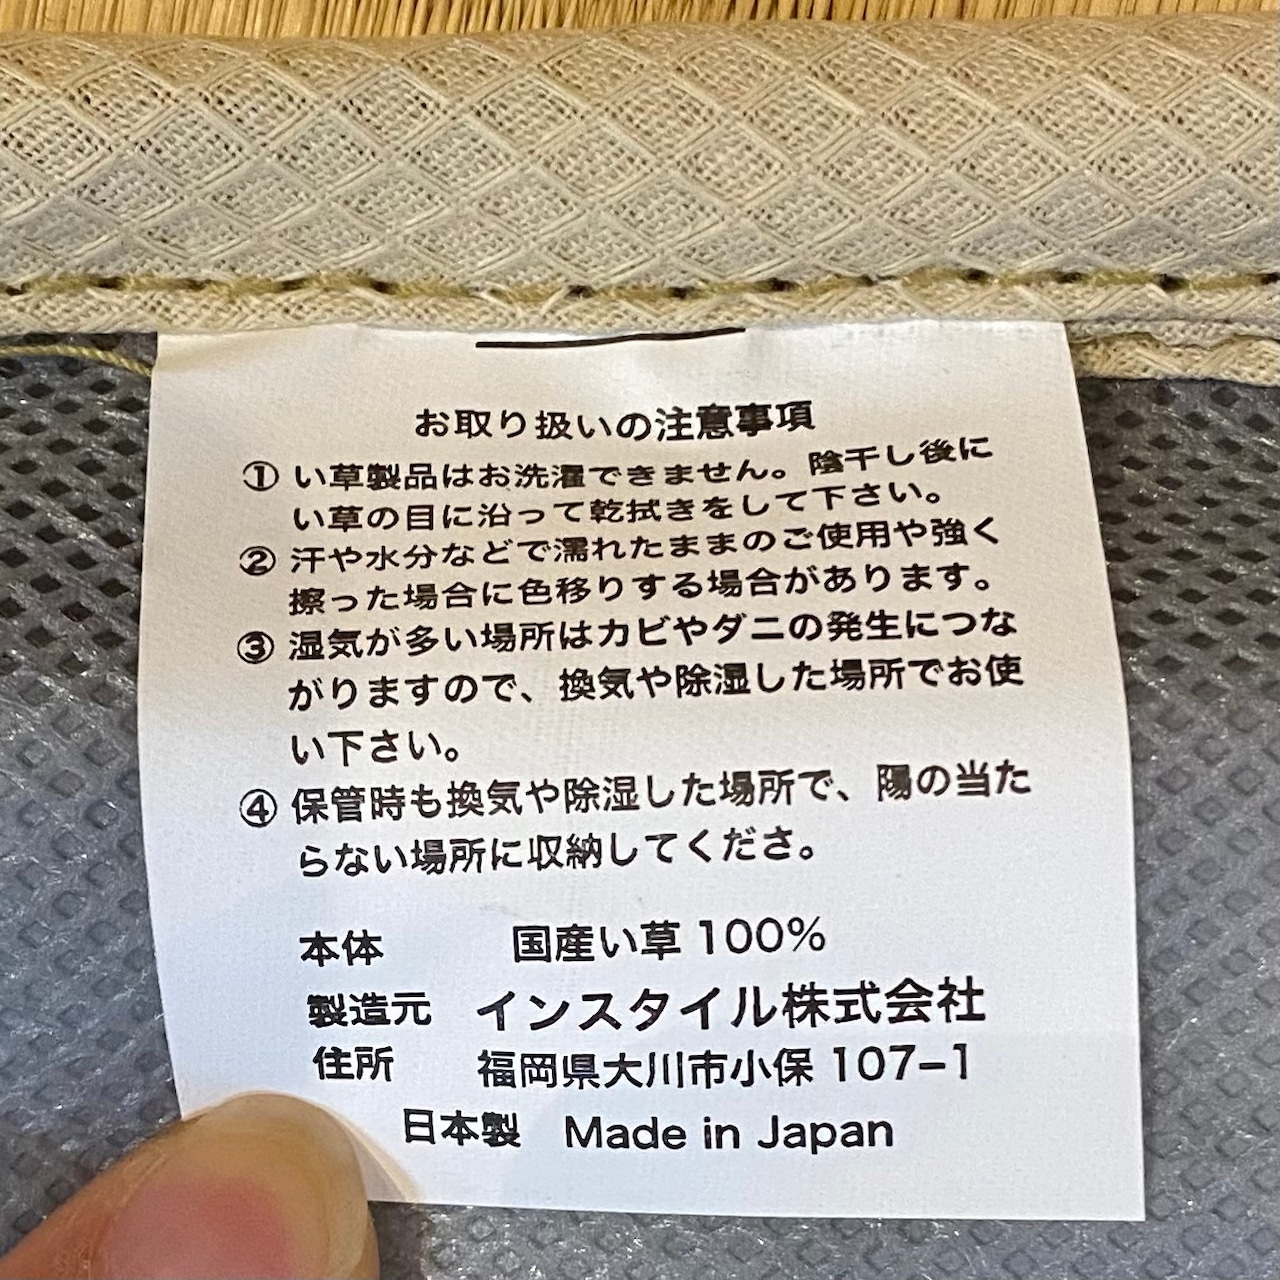 お取り扱いの注意事項
① い草製品はお洗濯できません。陰干し後に
い草の目に沿って乾拭きをして下さい。
② 汗や水分などで濡れたままのご使用や強く
擦った場合に色移りする場合があります。
③ 湿気が多い場所はカビやダニの発生につな
がりますので、換気や除湿した場所でお使
い下さい。
④ 保管時も換気や除湿した場所で、陽の当た
らない場所に収納してくださ。
本体 国産い草 100%
製造元 インスタイル株式会社
住所 福岡県大川市小保 107-1
日本製 Made in Japan